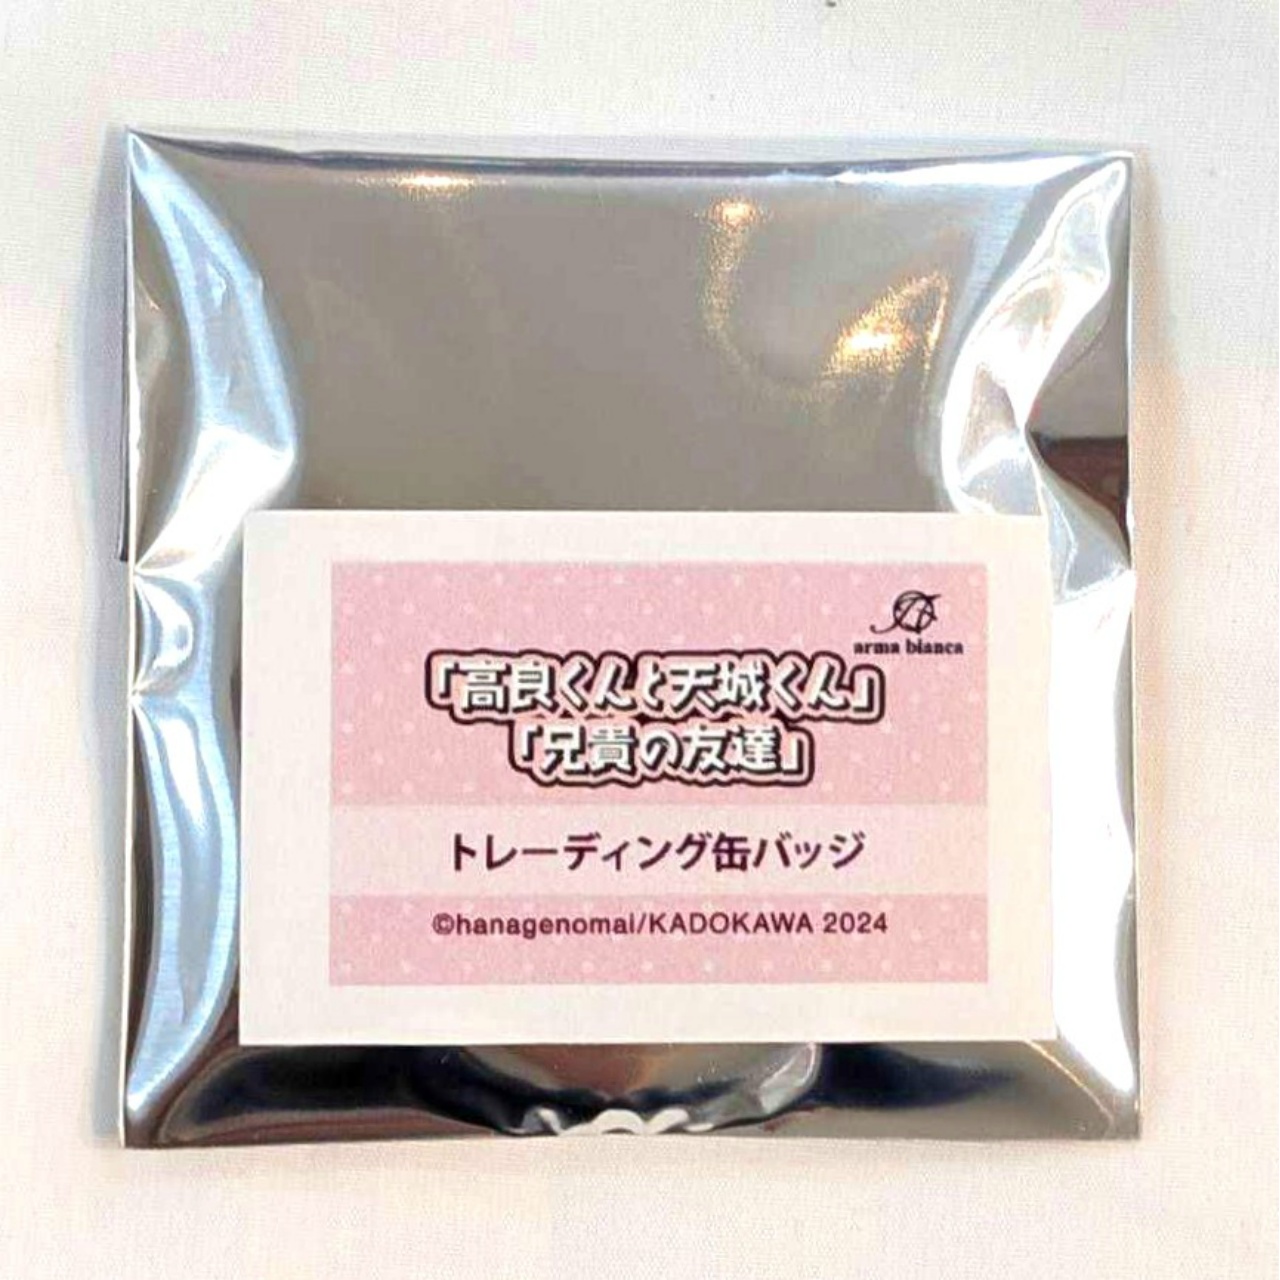 arma bianca
「高良くんと天城くん」
「兄貴の友達」
トレーディング缶バッジ
©hanagenomai/KADOKAWA 2024